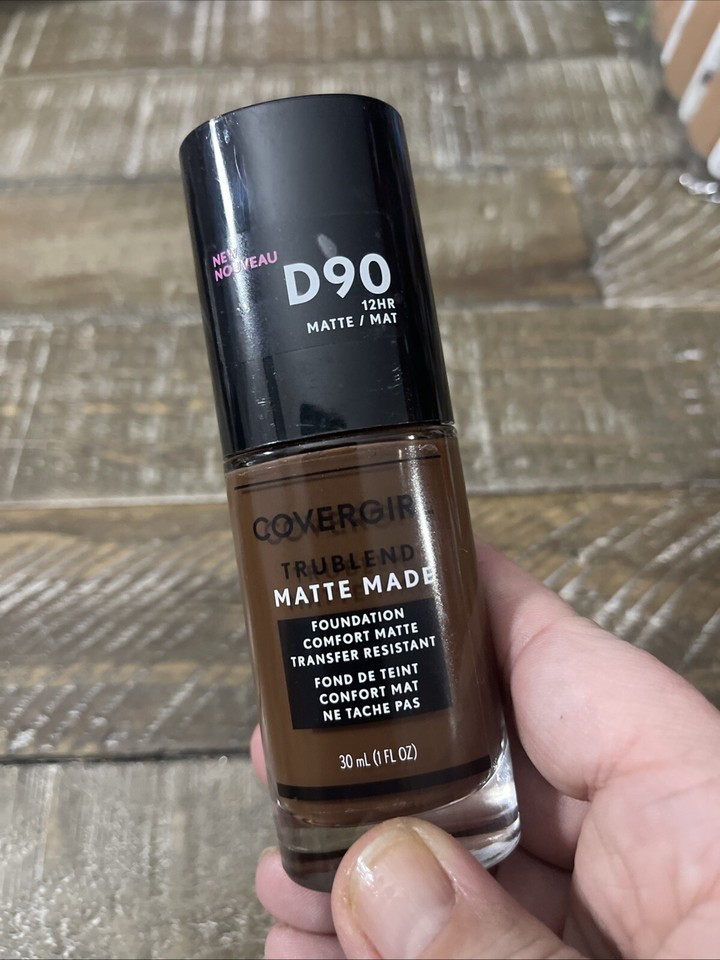 NEW
NOUVEAU
D90
12HR
MATTE / MAT
COVERGIRL
TRUBLEND
MATTE MADE
FOUNDATION
COMFORT MATTE
TRANSFER RESISTANT
FOND DE TEINT
CONFORT MAT
NE TACHE PAS
30 mL (1 FL OZ)